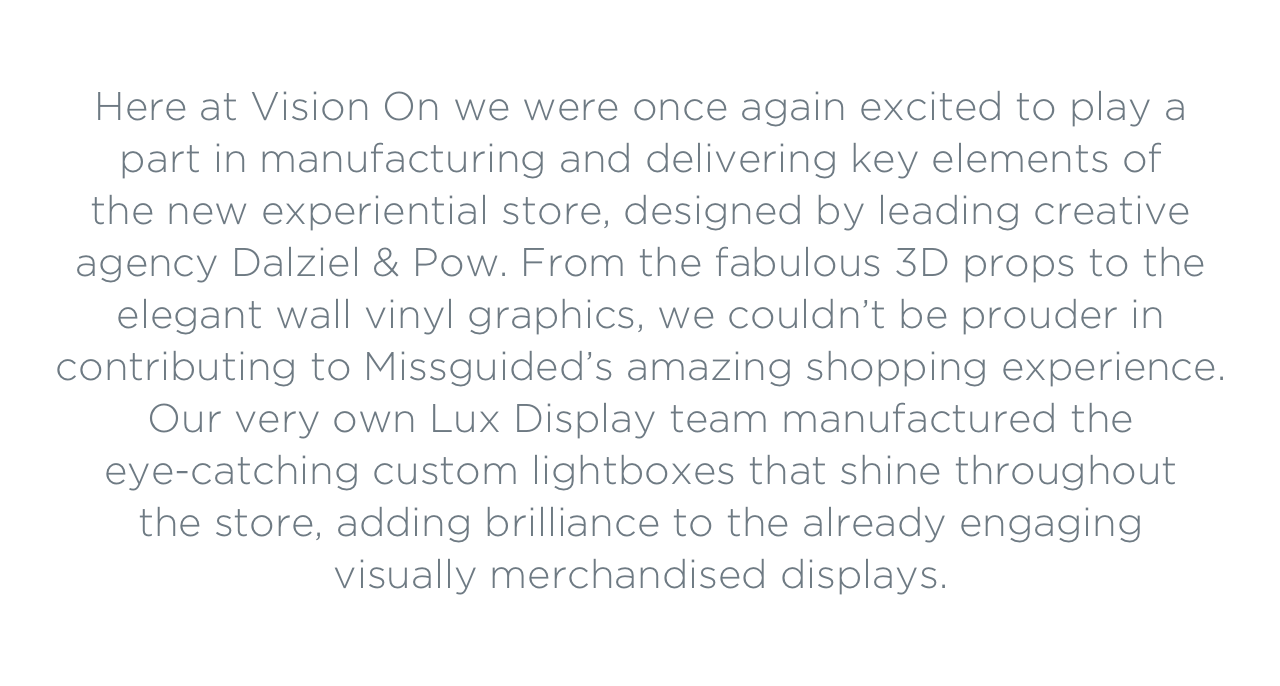 Here at Vision On we were once again excited to play a
part in manufacturing and delivering key elements of
the new experiential store, designed by leading creative
agency Dalziel & Pow. From the fabulous 3D props to the
elegant wall vinyl graphics, we couldn’t be prouder in
contributing to Missguided’s amazing shopping experience.
Our very own Lux Display team manufactured the
eye-catching custom lightboxes that shine throughout
the store, adding brilliance to the already engaging
visually merchandised displays.